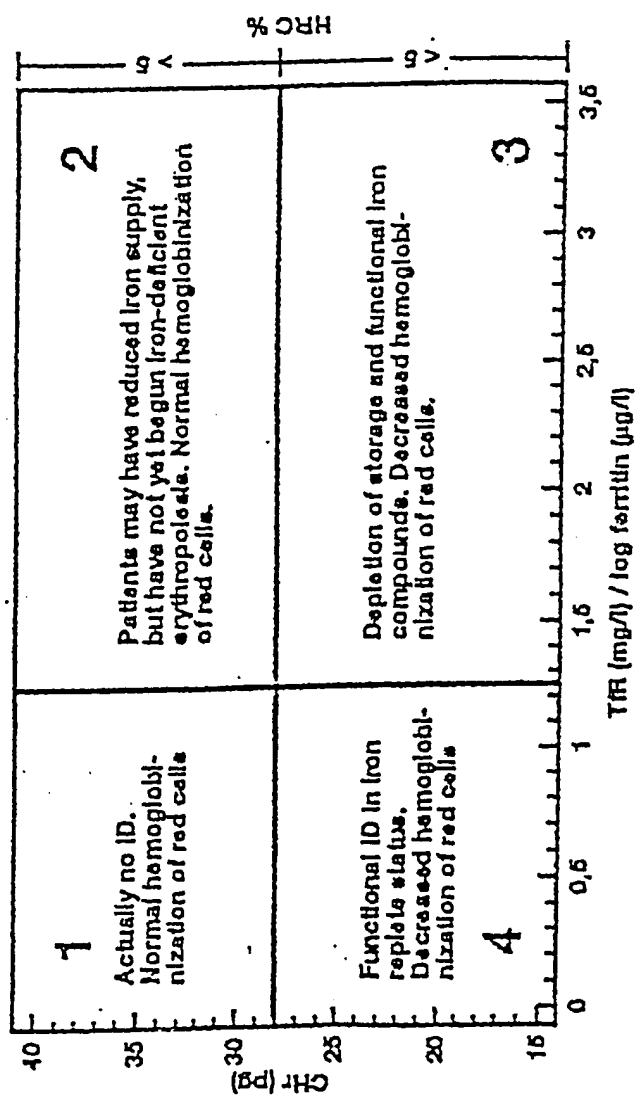 HRC %
< 5
> 5
CHr (pg)
40
35
30
25
20
15
1
Actually no ID.
Normal hemoglobi-
nization of red cells
2
Patients may have reduced Iron supply,
but have not yet begun Iron-deficient
erythropoiesis. Normal hemoglobinization
of red cells.
4
Functional ID in Iron
replete status.
Decreased hemoglobi-
nization of red cells
3
Depletion of storage and functional Iron
compounds. Decreased hemoglobi-
nization of red cells.
0 0,5 1 1,5 2 2,5 3 3,5
TfR (mg/l) / log ferritin (µg/l)